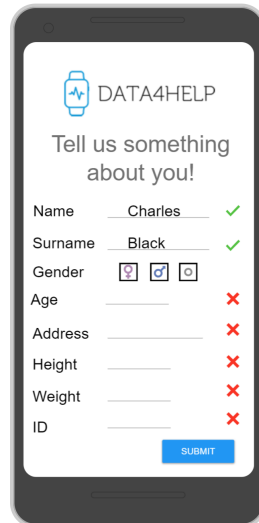 DATA4HELP
Tell us something
about you!
Name Charles
Surname Black
Gender
Age
Address
Height
Weight
ID
SUBMIT